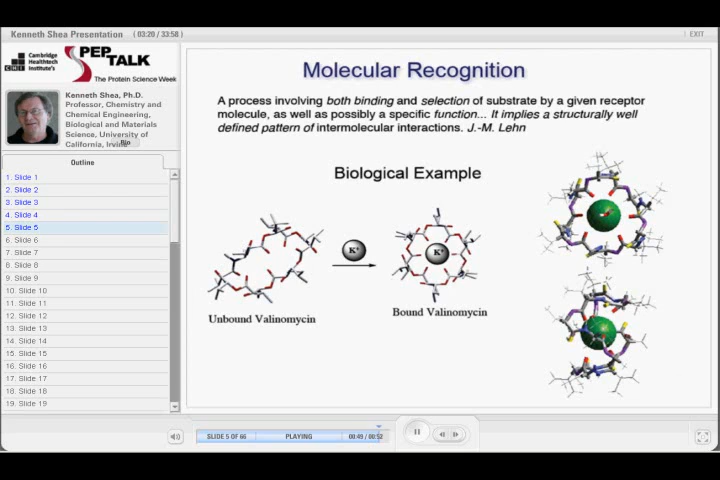 Kenneth Shea Presentation ( 03:20 / 33:58 )
EXIT
Cambridge
Healthtech
CHI Institute's
PEP
TALK
The Protein Science Week
Kenneth Shea, Ph.D.
Professor, Chemistry and
Chemical Engineering,
Biological and Materials
Science, University of
California, Irvine
Bio
Outline
1. Slide 1
2. Slide 2
3. Slide 3
4. Slide 4
5. Slide 5
6. Slide 6
7. Slide 7
8. Slide 8
9. Slide 9
10. Slide 10
11. Slide 11
12. Slide 12
13. Slide 13
14. Slide 14
15. Slide 15
16. Slide 16
17. Slide 17
18. Slide 18
19. Slide 19
Molecular Recognition
A process involving both binding and selection of substrate by a given receptor
molecule, as well as possibly a specific function... It implies a structurally well
defined pattern of intermolecular interactions. J.-M. Lehn
Biological Example
K+
K+
Unbound Valinomycin
Bound Valinomycin
SLIDE 5 OF 66 PLAYING 00:49 / 00:52